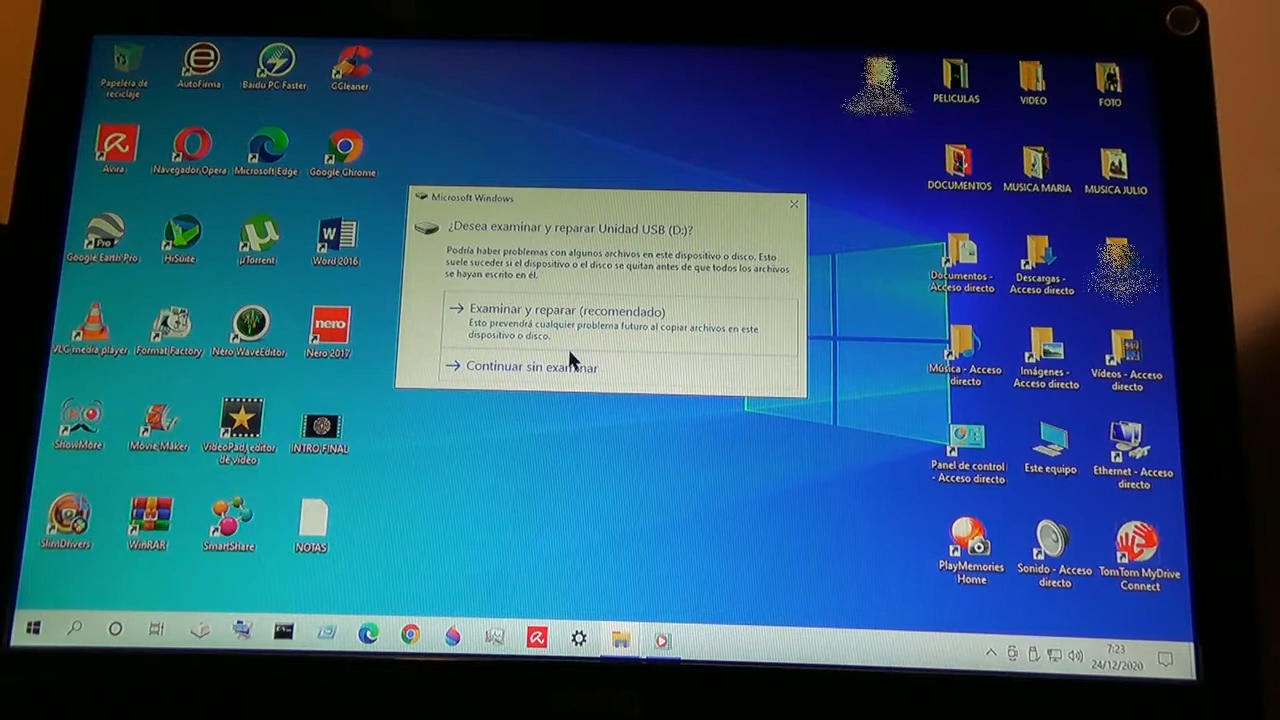 Papelera de
reciclaje
AutoFirma
Baidu PC Faster
CCleaner
PELICULAS
VIDEO
FOTO
Avira
Navegador Opera
Microsoft Edge
Google Chrome
DOCUMENTOS
MUSICA MARIA
MUSICA JULIO
Microsoft Windows
¿Desea examinar y reparar Unidad USB (D:)?
Podría haber problemas con algunos archivos en este dispositivo o disco. Esto
suele suceder si el dispositivo o el disco se quitan antes de que todos los archivos
se hayan escrito en él.
Examinar y reparar (recomendado)
Esto prevendrá cualquier problema futuro al copiar archivos en este
dispositivo o disco.
Continuar sin examinar
Pro
Google Earth Pro
HiSuite
µTorrent
Word 2016
Documentos -
Acceso directo
Descargas -
Acceso directo
VLC media player
Format Factory
Nero WaveEditor
nero
Nero 2017
Música - Acceso
directo
Imágenes -
Acceso directo
Vídeos - Acceso
directo
ShowMore
Movie Maker
VideoPad, editor
de vídeo
INTRO FINAL
Panel de control
- Acceso directo
Este equipo
Ethernet - Acceso
directo
SlimDrivers
WinRAR
SmartShare
NOTAS
PlayMemories
Home
Sonido - Acceso
directo
TomTom MyDrive
Connect
7:23
24/12/2020